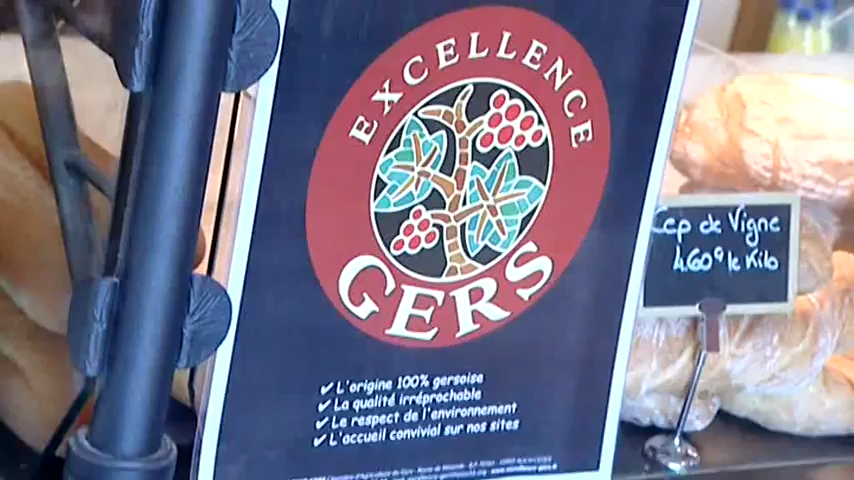 EXCELLENCE
GERS
✔ L'origine 100% gersoise
✔ La qualité irréprochable
✔ Le respect de l'environnement
✔ L'accueil convivial sur nos sites
Cep de Vigne
4.60€ le Kilo